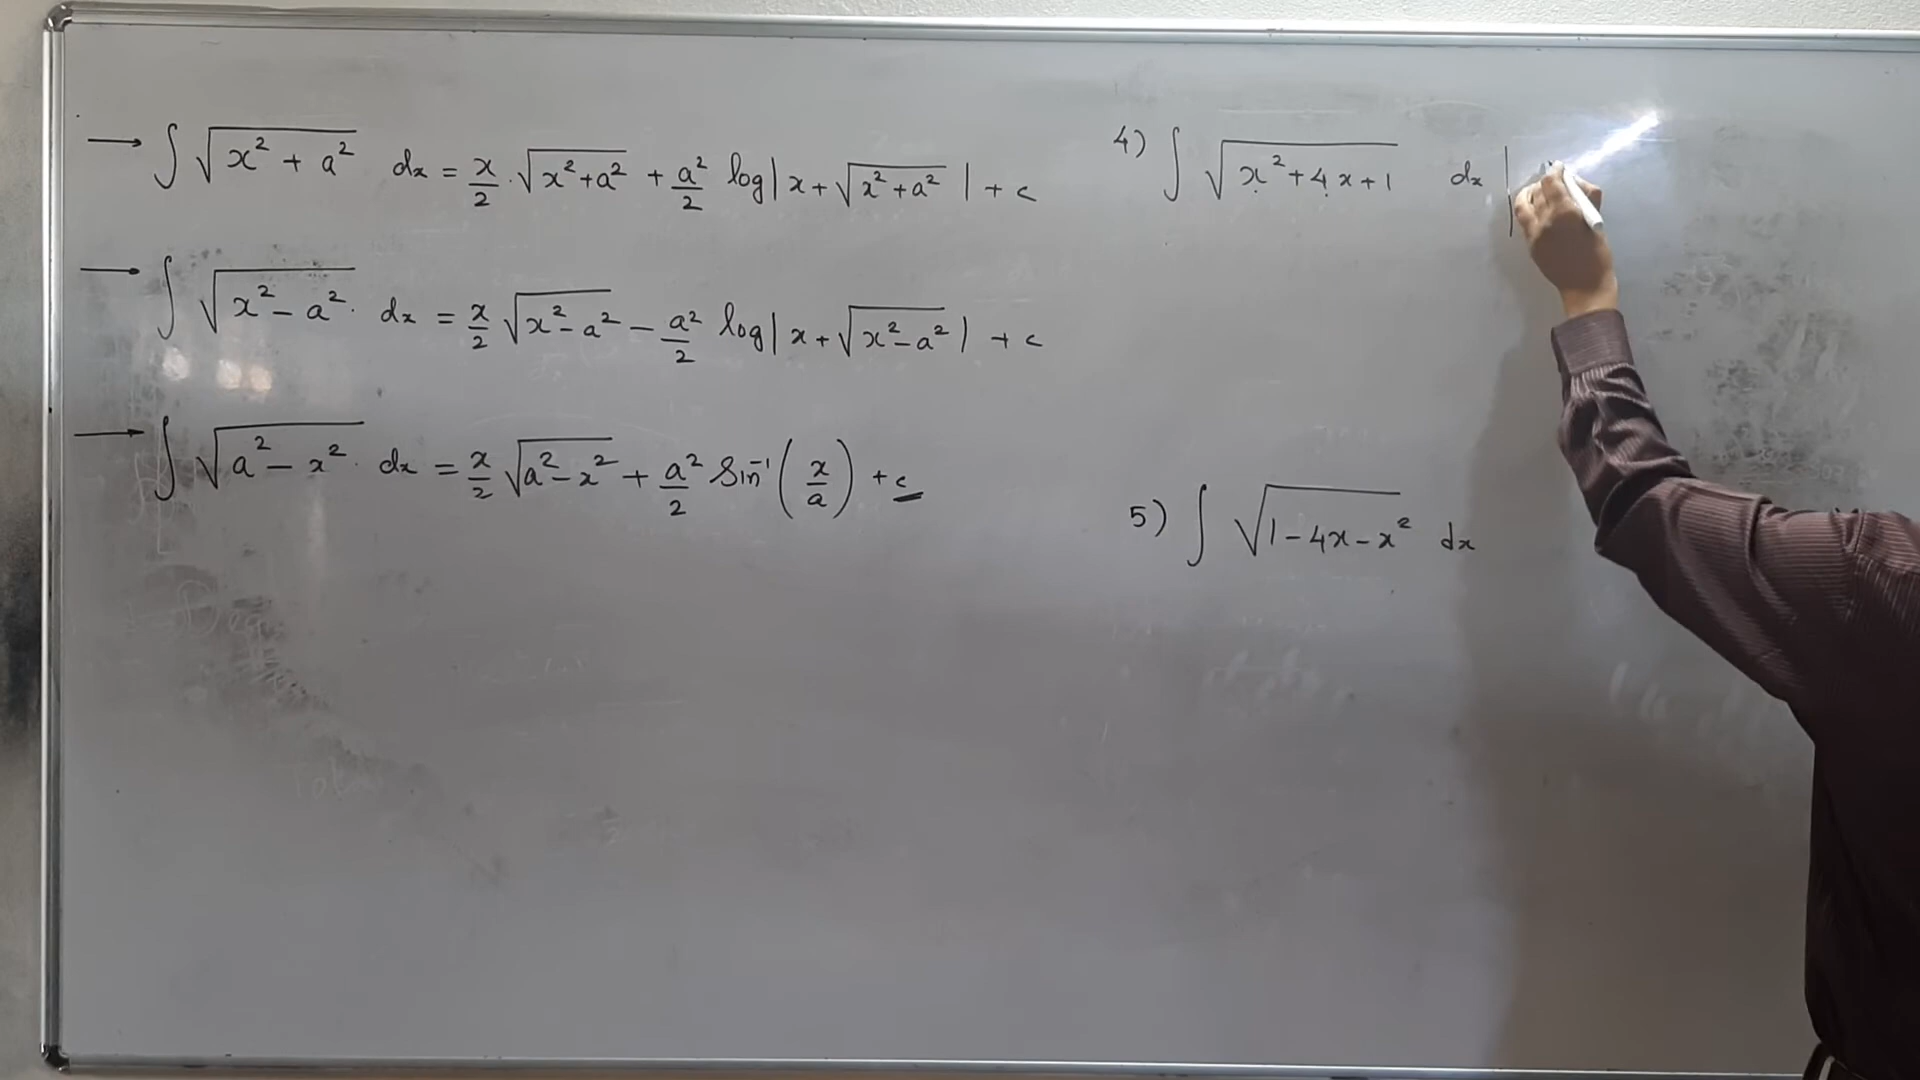 → ∫ √(x² + a²) dx = x/2 · √(x²+a²) + a²/2 log|x+√(x²+a²)| + c
→ ∫ √(x² - a²) dx = x/2 √(x²-a²) - a²/2 log|x+√(x²-a²)| + c
→ ∫ √(a² - x²) dx = x/2 √(a²-x²) + a²/2 Sin⁻¹(x/a) + c
4) ∫ √(x²+4x+1) dx |
5) ∫ √(1-4x-x²) dx